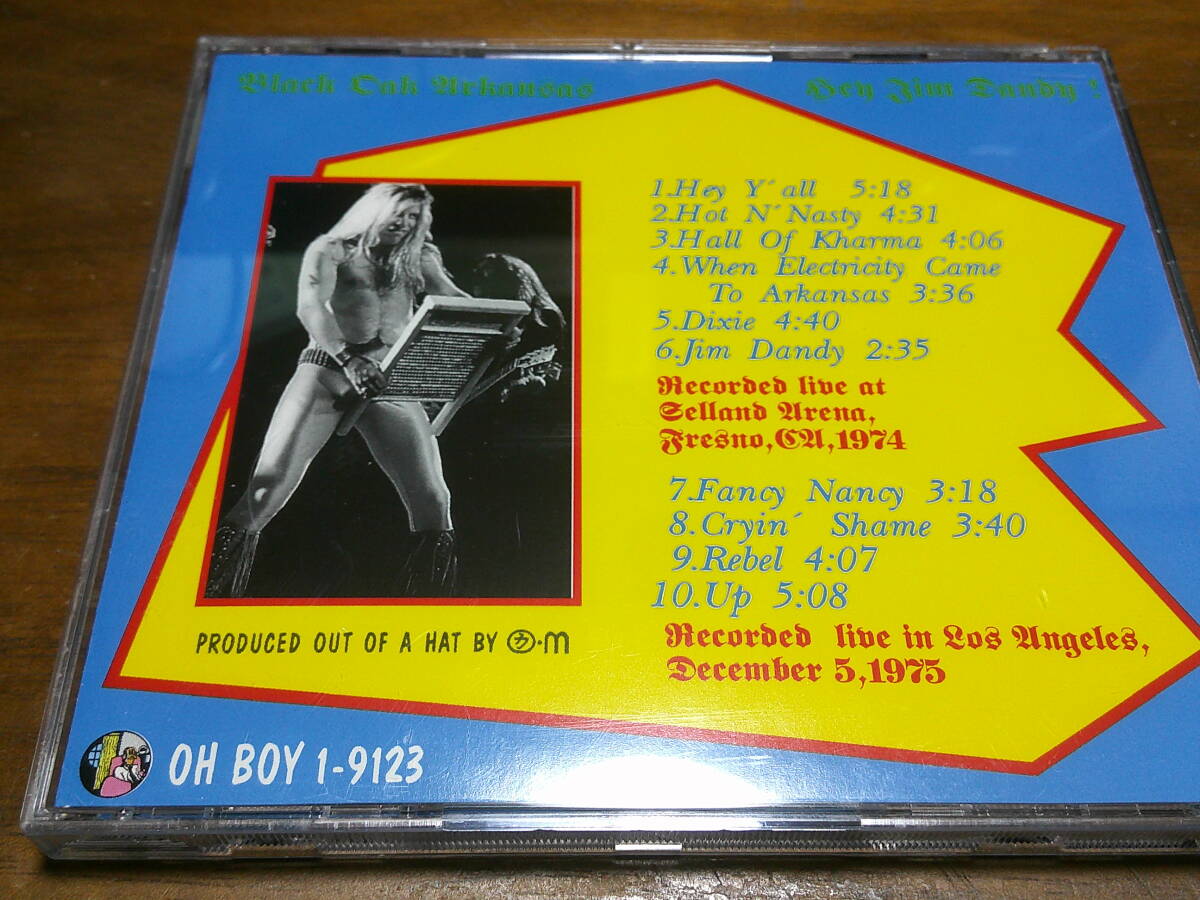 Black Oak Arkansas
Hey Jim Dandy !
1.Hey Y´all 5:18
2.Hot N´Nasty 4:31
3.Hall Of Kharma 4:06
4.When Electricity Came
To Arkansas 3:36
5.Dixie 4:40
6.Jim Dandy 2:35
Recorded live at
Selland Arena,
Fresno,CA,1974
7.Fancy Nancy 3:18
8.Cryin´ Shame 3:40
9.Rebel 4:07
10.Up 5:08
Recorded live in Los Angeles,
December 5,1975
PRODUCED OUT OF A HAT BY カ·m
OH BOY 1-9123